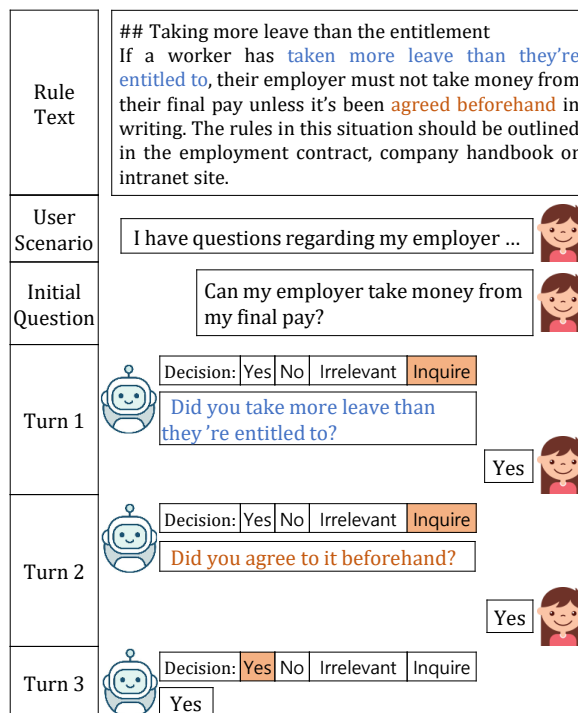 Rule
Text
## Taking more leave than the entitlement
If a worker has taken more leave than they're
entitled to, their employer must not take money from
their final pay unless it's been agreed beforehand in
writing. The rules in this situation should be outlined
in the employment contract, company handbook or
intranet site.
User
Scenario
I have questions regarding my employer ...
Initial
Question
Can my employer take money from
my final pay?
Turn 1
Decision: Yes No Irrelevant Inquire
Did you take more leave than
they 're entitled to?
Yes
Turn 2
Decision: Yes No Irrelevant Inquire
Did you agree to it beforehand?
Yes
Turn 3
Decision: Yes No Irrelevant Inquire
Yes